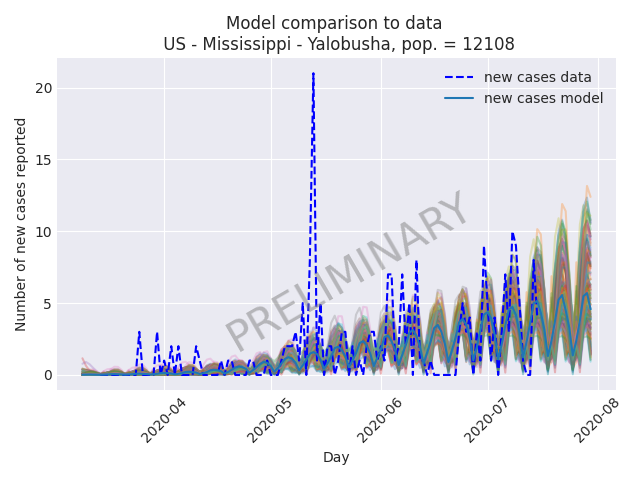 Model comparison to data
US - Mississippi - Yalobusha, pop. = 12108
new cases data
new cases model
Number of new cases reported
20
15
10
5
0
PRELIMINARY
2020-04
2020-05
2020-06
2020-07
2020-08
Day